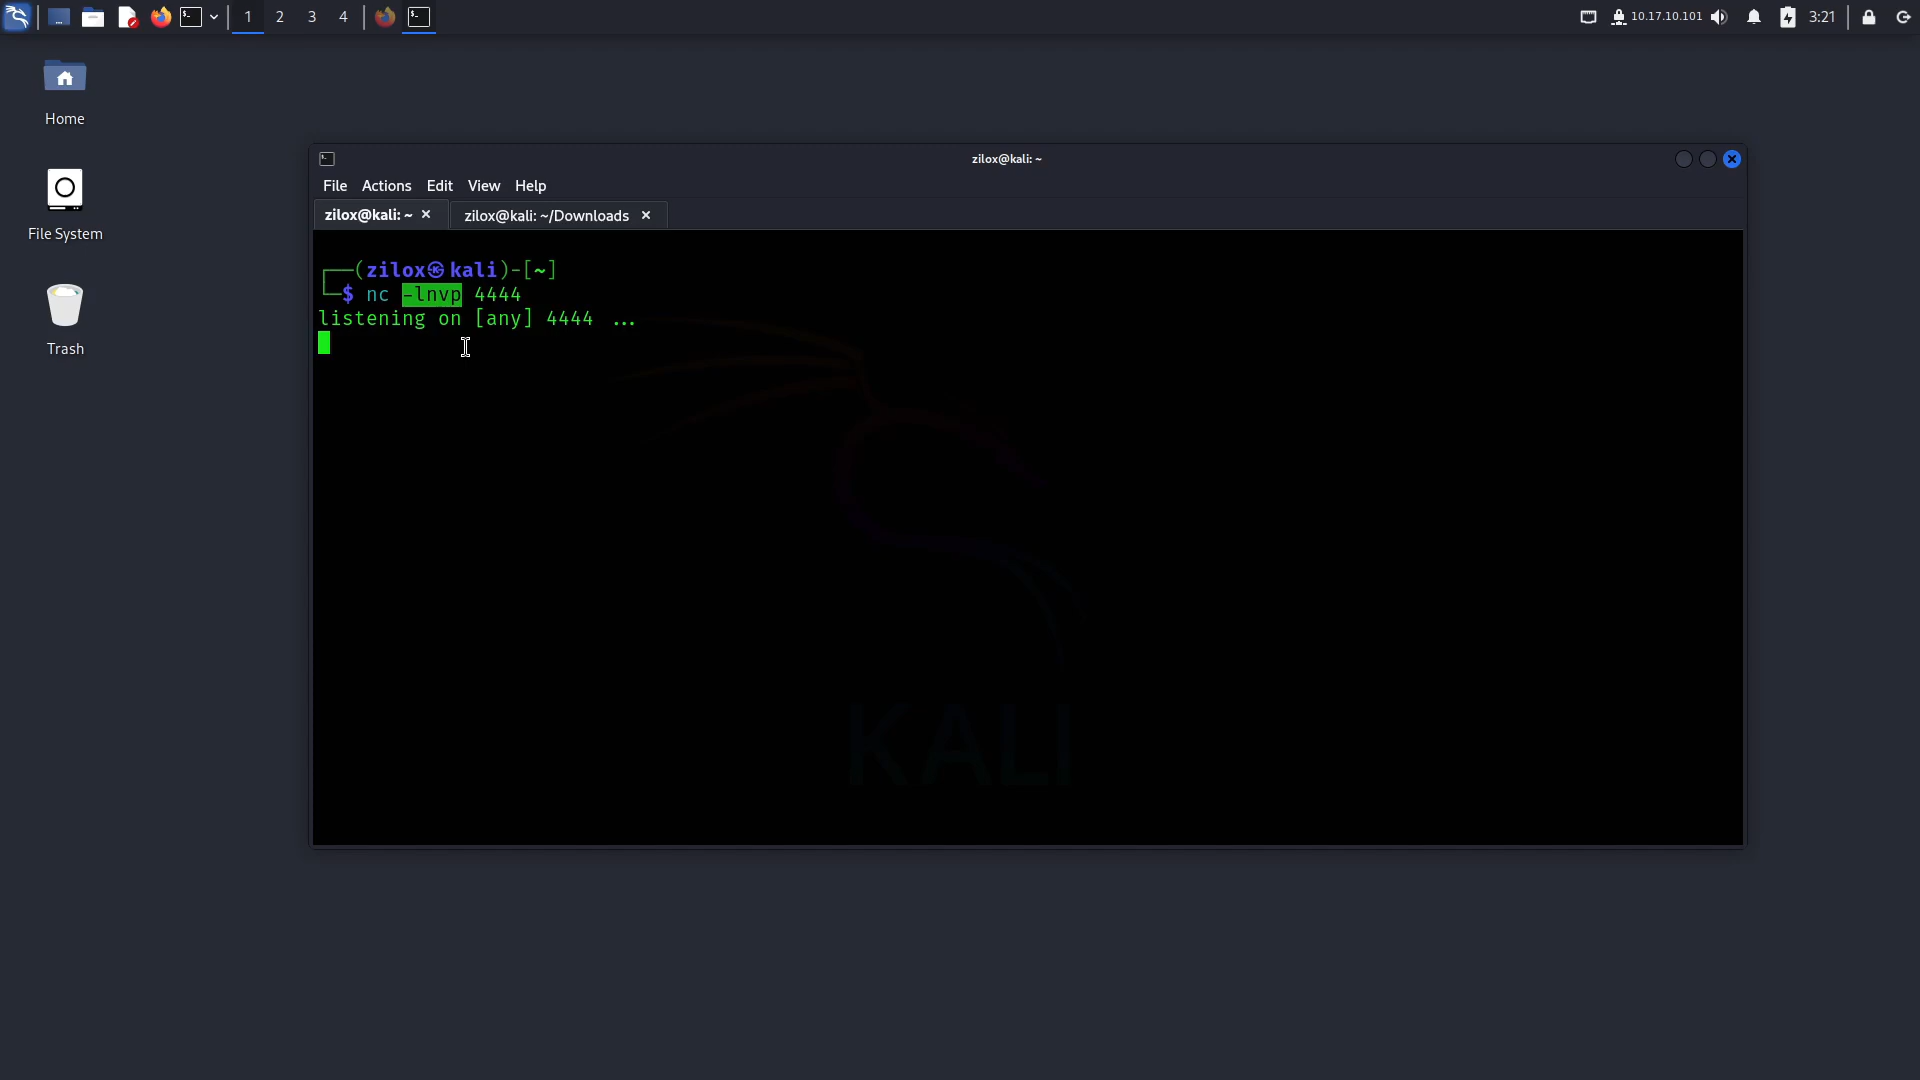 1 2 3 4
10.17.10.101 3:21
Home
File System
Trash
zilox@kali: ~
File Actions Edit View Help
zilox@kali: ~ × zilox@kali: ~/Downloads ×
┌──(zilox㉿kali)-[~]
└─$ nc -lnvp 4444
listening on [any] 4444 ...
KALI